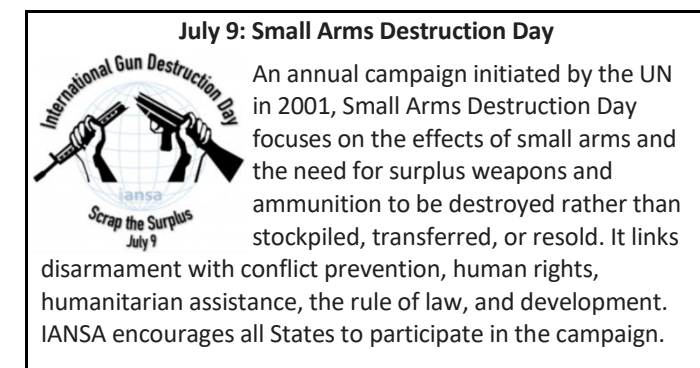 July 9: Small Arms Destruction Day
International Gun Destruction Day
iansa
Scrap the Surplus
July 9
An annual campaign initiated by the UN
in 2001, Small Arms Destruction Day
focuses on the effects of small arms and
the need for surplus weapons and
ammunition to be destroyed rather than
stockpiled, transferred, or resold. It links
disarmament with conflict prevention, human rights,
humanitarian assistance, the rule of law, and development.
IANSA encourages all States to participate in the campaign.